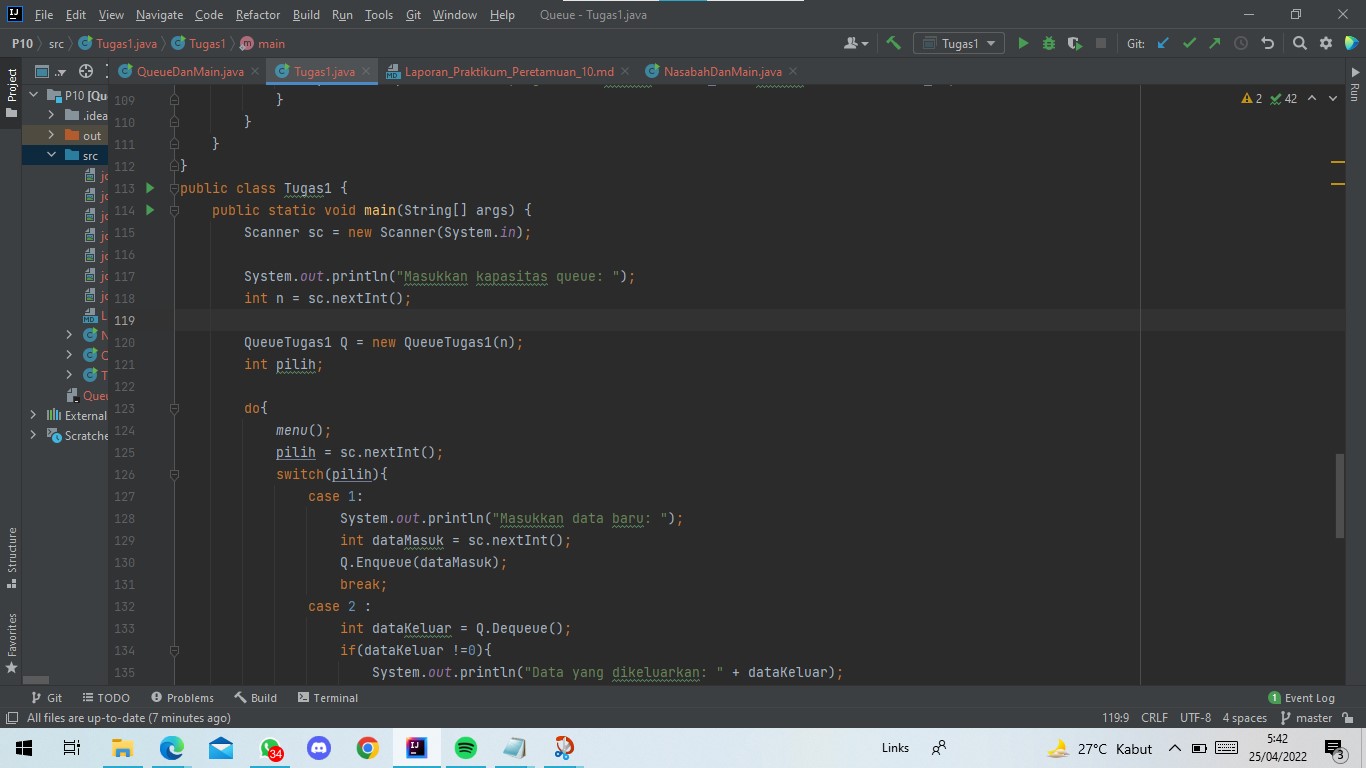 File Edit View Navigate Code Refactor Build Run Tools Git Window Help Queue - Tugas1.java
P10 src Tugas1.java Tugas1 main Tugas1 Git:
QueueDanMain.java Tugas1.java Laporan_Praktikum_Peretamuan_10.md NasabahDanMain.java
Project
P10 [Qu
.idea
out
src
External
Scratche
Structure
Favorites
Run
2 42
109 }
110 }
111 }
112 }
113 public class Tugas1 {
114 public static void main(String[] args) {
115 Scanner sc = new Scanner(System.in);
116
117 System.out.println("Masukkan kapasitas queue: ");
118 int n = sc.nextInt();
119
120 QueueTugas1 Q = new QueueTugas1(n);
121 int pilih;
122
123 do{
124 menu();
125 pilih = sc.nextInt();
126 switch(pilih){
127 case 1:
128 System.out.println("Masukkan data baru: ");
129 int dataMasuk = sc.nextInt();
130 Q.Enqueue(dataMasuk);
131 break;
132 case 2 :
133 int dataKeluar = Q.Dequeue();
134 if(dataKeluar !=0){
135 System.out.println("Data yang dikeluarkan: " + dataKeluar);
Git TODO Problems Build Terminal 1 Event Log
All files are up-to-date (7 minutes ago) 119:9 CRLF UTF-8 4 spaces master
34 Links 27°C Kabut 5:42
25/04/2022 3